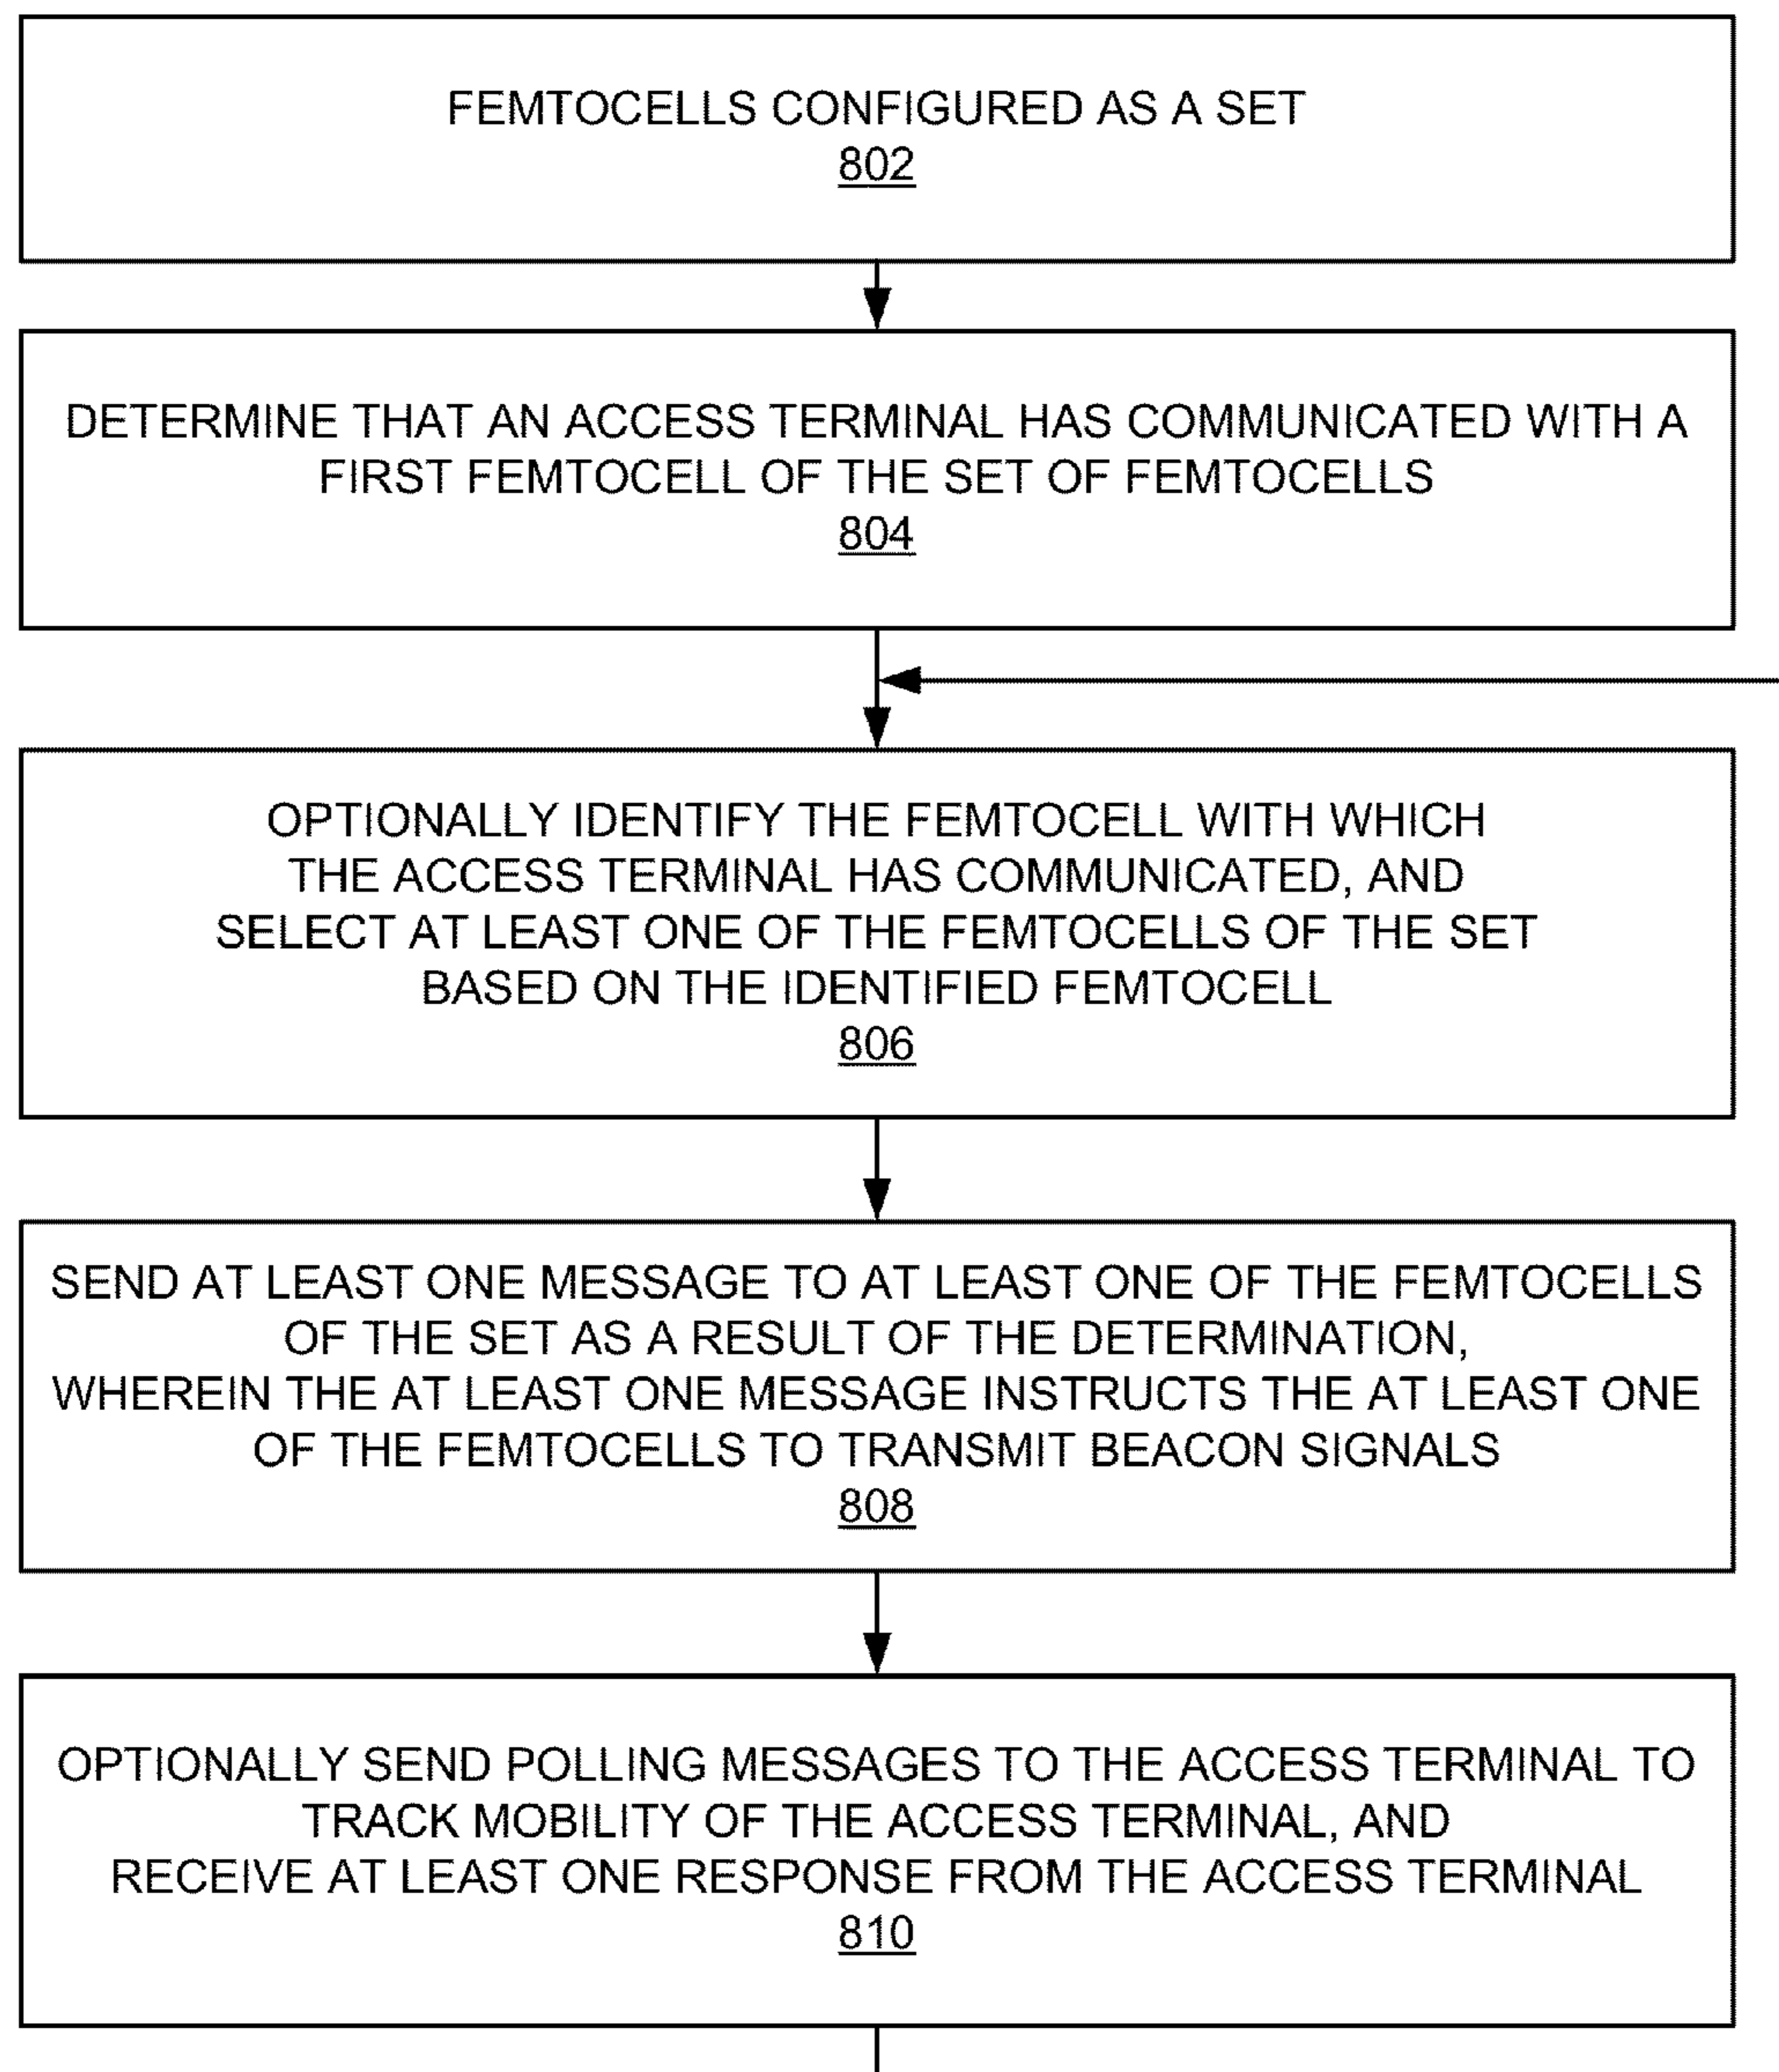 FEMTOCELLS CONFIGURED AS A SET
802
DETERMINE THAT AN ACCESS TERMINAL HAS COMMUNICATED WITH A
FIRST FEMTOCELL OF THE SET OF FEMTOCELLS
804
OPTIONALLY IDENTIFY THE FEMTOCELL WITH WHICH
THE ACCESS TERMINAL HAS COMMUNICATED, AND
SELECT AT LEAST ONE OF THE FEMTOCELLS OF THE SET
BASED ON THE IDENTIFIED FEMTOCELL
806
SEND AT LEAST ONE MESSAGE TO AT LEAST ONE OF THE FEMTOCELLS
OF THE SET AS A RESULT OF THE DETERMINATION,
WHEREIN THE AT LEAST ONE MESSAGE INSTRUCTS THE AT LEAST ONE
OF THE FEMTOCELLS TO TRANSMIT BEACON SIGNALS
808
OPTIONALLY SEND POLLING MESSAGES TO THE ACCESS TERMINAL TO
TRACK MOBILITY OF THE ACCESS TERMINAL, AND
RECEIVE AT LEAST ONE RESPONSE FROM THE ACCESS TERMINAL
810